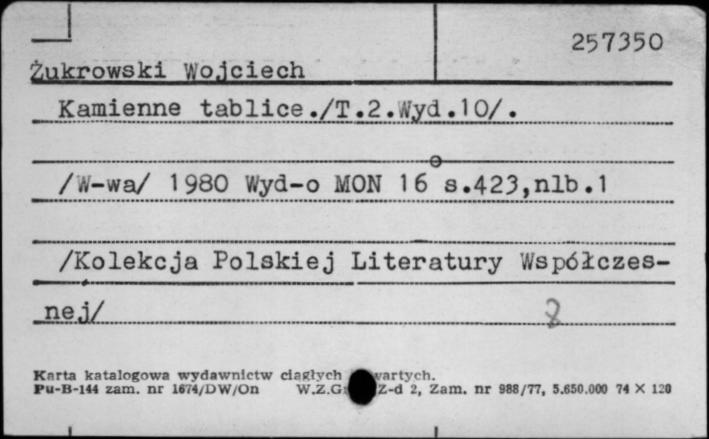 257350
Żukrowski Wojciech
Kamienne tablice./T.2.Wyd.10/.
/W-wa/ 1980 Wyd-o MON 16 s.423,nlb.1
/Kolekcja Polskiej Literatury Współczes-
nej/
Karta katalogowa wydawnictw ciągłych
Pu-B-144 zam. nr 1674/DW/On W.Z.G Z-d 2, Zam. nr 988/77, 5.650.000 74 X 120